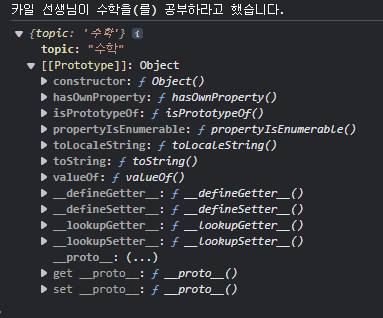 카일 선생님이 수학을(를) 공부하라고 했습니다.
▼ {topic: '수학'} i
topic: "수학"
▼ [[Prototype]]: Object
▶ constructor: ƒ Object()
▶ hasOwnProperty: ƒ hasOwnProperty()
▶ isPrototypeOf: ƒ isPrototypeOf()
▶ propertyIsEnumerable: ƒ propertyIsEnumerable()
▶ toLocaleString: ƒ toLocaleString()
▶ toString: ƒ toString()
▶ valueOf: ƒ valueOf()
▶ __defineGetter__: ƒ __defineGetter__()
▶ __defineSetter__: ƒ __defineSetter__()
▶ __lookupGetter__: ƒ __lookupGetter__()
▶ __lookupSetter__: ƒ __lookupSetter__()
__proto__: (...)
▶ get __proto__: ƒ __proto__()
▶ set __proto__: ƒ __proto__()